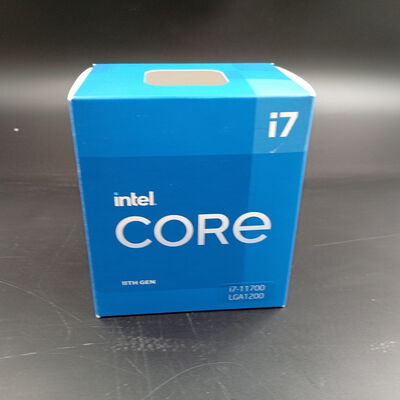 i7
intel
CORE
11TH GEN
i7-11700
LGA1200